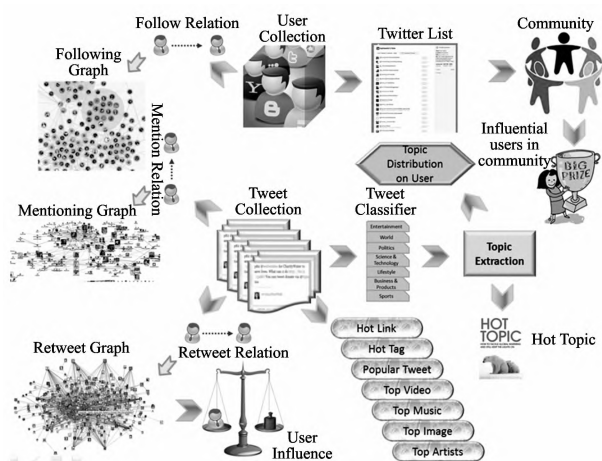 Follow Relation
User
Collection
Twitter List
Community
Following
Graph
Mention Relation
Influential
users in
community
Topic
Distribution
on User
BIG
PRIZE
Mentioning Graph
Tweet
Collection
Tweet
Classifier
Entertainment
World
Politics
Science &
Technology
Lifestyle
Business &
Products
Sports
Topic
Extraction
HOT
TOPIC
Hot Topic
Retweet Graph
Retweet Relation
User
Influence
Hot Link
Hot Tag
Popular Tweet
Top Video
Top Music
Top Image
Top Artists